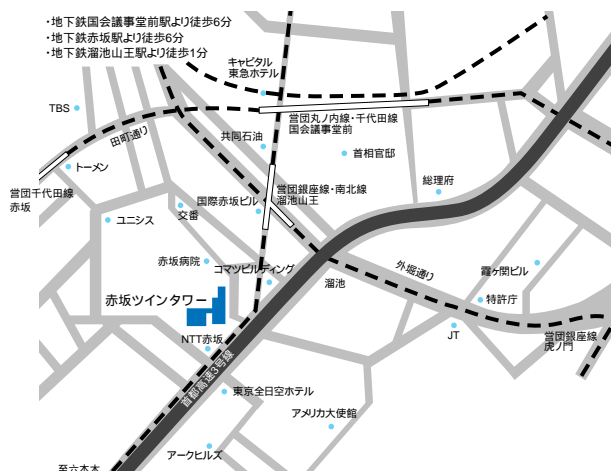 ・地下鉄国会議事堂前駅より徒歩6分
・地下鉄赤坂駅より徒歩6分
・地下鉄溜池山王駅より徒歩1分
キャピタル
東急ホテル
TBS
営団丸ノ内線・千代田線
国会議事堂前
田町通り
共同石油
首相官邸
トーメン
営団千代田線
赤坂
総理府
営団銀座線・南北線
溜池山王
国際赤坂ビル
交番
ユニシス
赤坂病院
コマツビルディング
外堀通り
霞ヶ関ビル
溜池
赤坂ツインタワー
特許庁
NTT赤坂
JT
営団銀座線
虎ノ門
首都高速3号線
東京全日空ホテル
アメリカ大使館
アークヒルズ
至六本木